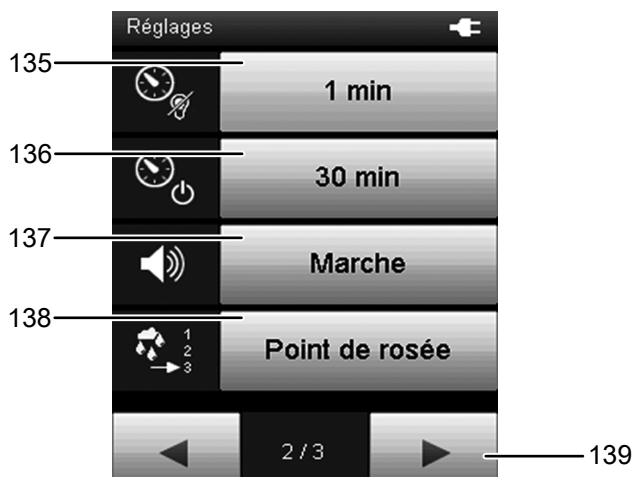 Réglages
135
1 min
136
30 min
137
Marche
138
1
2
3
Point de rosée
2 / 3
139